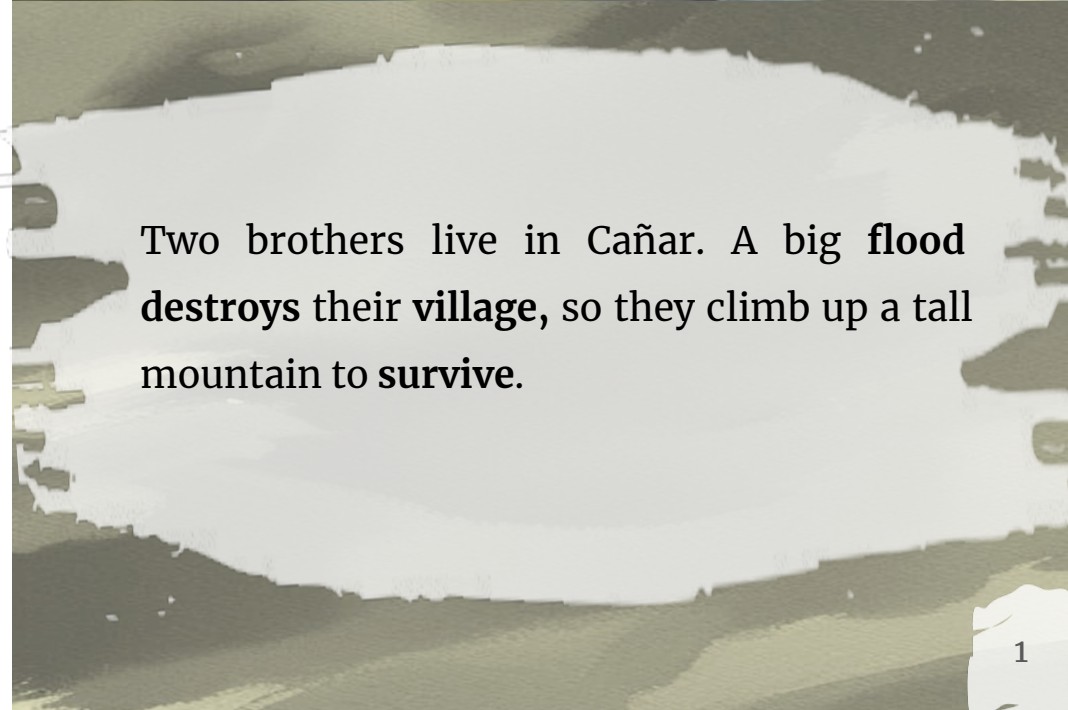 Two brothers live in Cañar. A big flood
destroys their village, so they climb up a tall
mountain to survive.
1